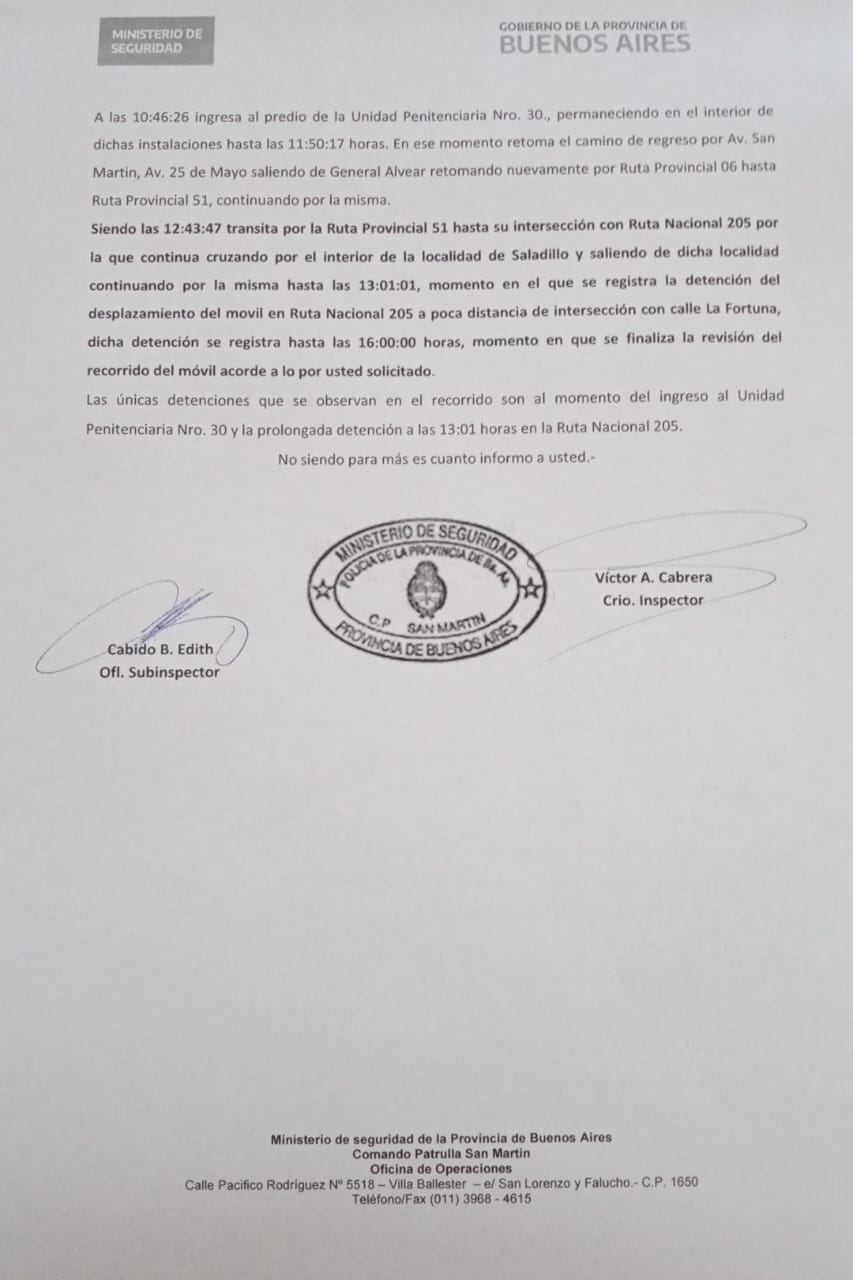 MINISTERIO DE
SEGURIDAD
GOBIERNO DE LA PROVINCIA DE
BUENOS AIRES
A las 10:46:26 ingresa al predio de la Unidad Penitenciaria Nro. 30., permaneciendo en el interior de
dichas instalaciones hasta las 11:50:17 horas. En ese momento retoma el camino de regreso por Av. San
Martin, Av. 25 de Mayo saliendo de General Alvear retomando nuevamente por Ruta Provincial 06 hasta
Ruta Provincial 51, continuando por la misma.
Siendo las 12:43:47 transita por la Ruta Provincial 51 hasta su intersección con Ruta Nacional 205 por
la que continua cruzando por el interior de la localidad de Saladillo y saliendo de dicha localidad
continuando por la misma hasta las 13:01:01, momento en el que se registra la detención del
desplazamiento del movil en Ruta Nacional 205 a poca distancia de intersección con calle La Fortuna,
dicha detención se registra hasta las 16:00:00 horas, momento en que se finaliza la revisión del
recorrido del móvil acorde a lo por usted solicitado.
Las únicas detenciones que se observan en el recorrido son al momento del ingreso al Unidad
Penitenciaria Nro. 30 y la prolongada detención a las 13:01 horas en la Ruta Nacional 205.
No siendo para más es cuanto informo a usted.-
MINISTERIO DE SEGURIDAD
POLICIA DE LA PROVINCIA DE Bs. As.
C.P SAN MARTIN
PROVINCIA DE BUENOS AIRES
Víctor A. Cabrera
Crio. Inspector
Cabido B. Edith
Ofl. Subinspector
Ministerio de seguridad de la Provincia de Buenos Aires
Comando Patrulla San Martin
Oficina de Operaciones
Calle Pacifico Rodríguez Nº 5518 – Villa Ballester – e/ San Lorenzo y Falucho.- C.P. 1650
Teléfono/Fax (011) 3968 - 4615